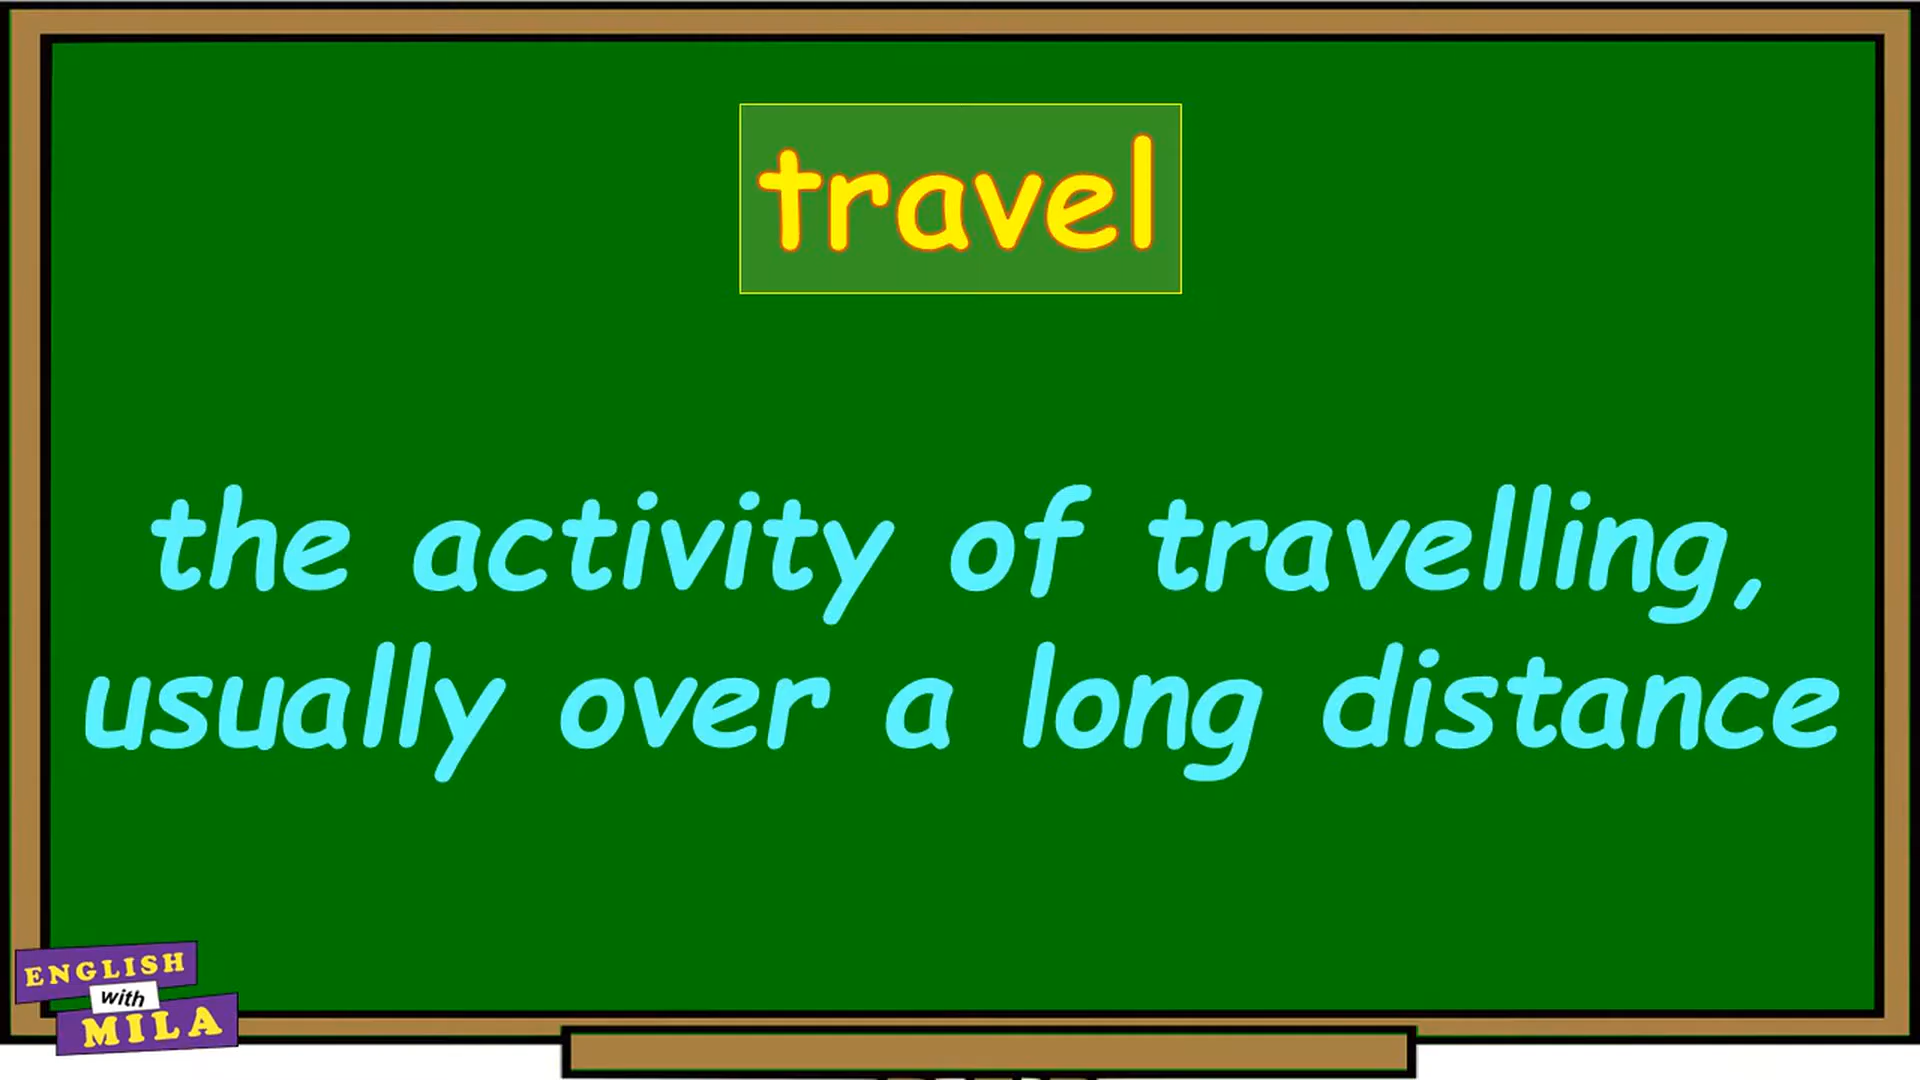 travel
the activity of travelling,
usually over a long distance
ENGLISH
with
MILA